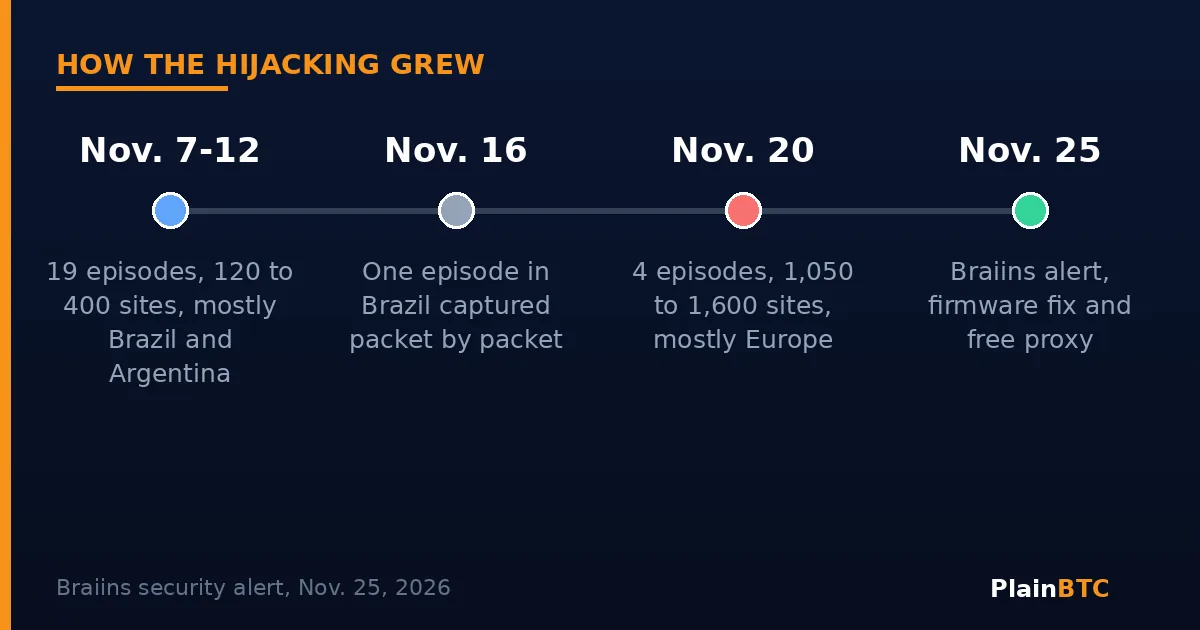 HOW THE HIJACKING GREW
Nov. 7-12
19 episodes, 120 to
400 sites, mostly
Brazil and
Argentina
Nov. 16
One episode in
Brazil captured
packet by packet
Nov. 20
4 episodes, 1,050
to 1,600 sites,
mostly Europe
Nov. 25
Braiins alert,
firmware fix and
free proxy
Braiins security alert, Nov. 25, 2026
PlainBTC